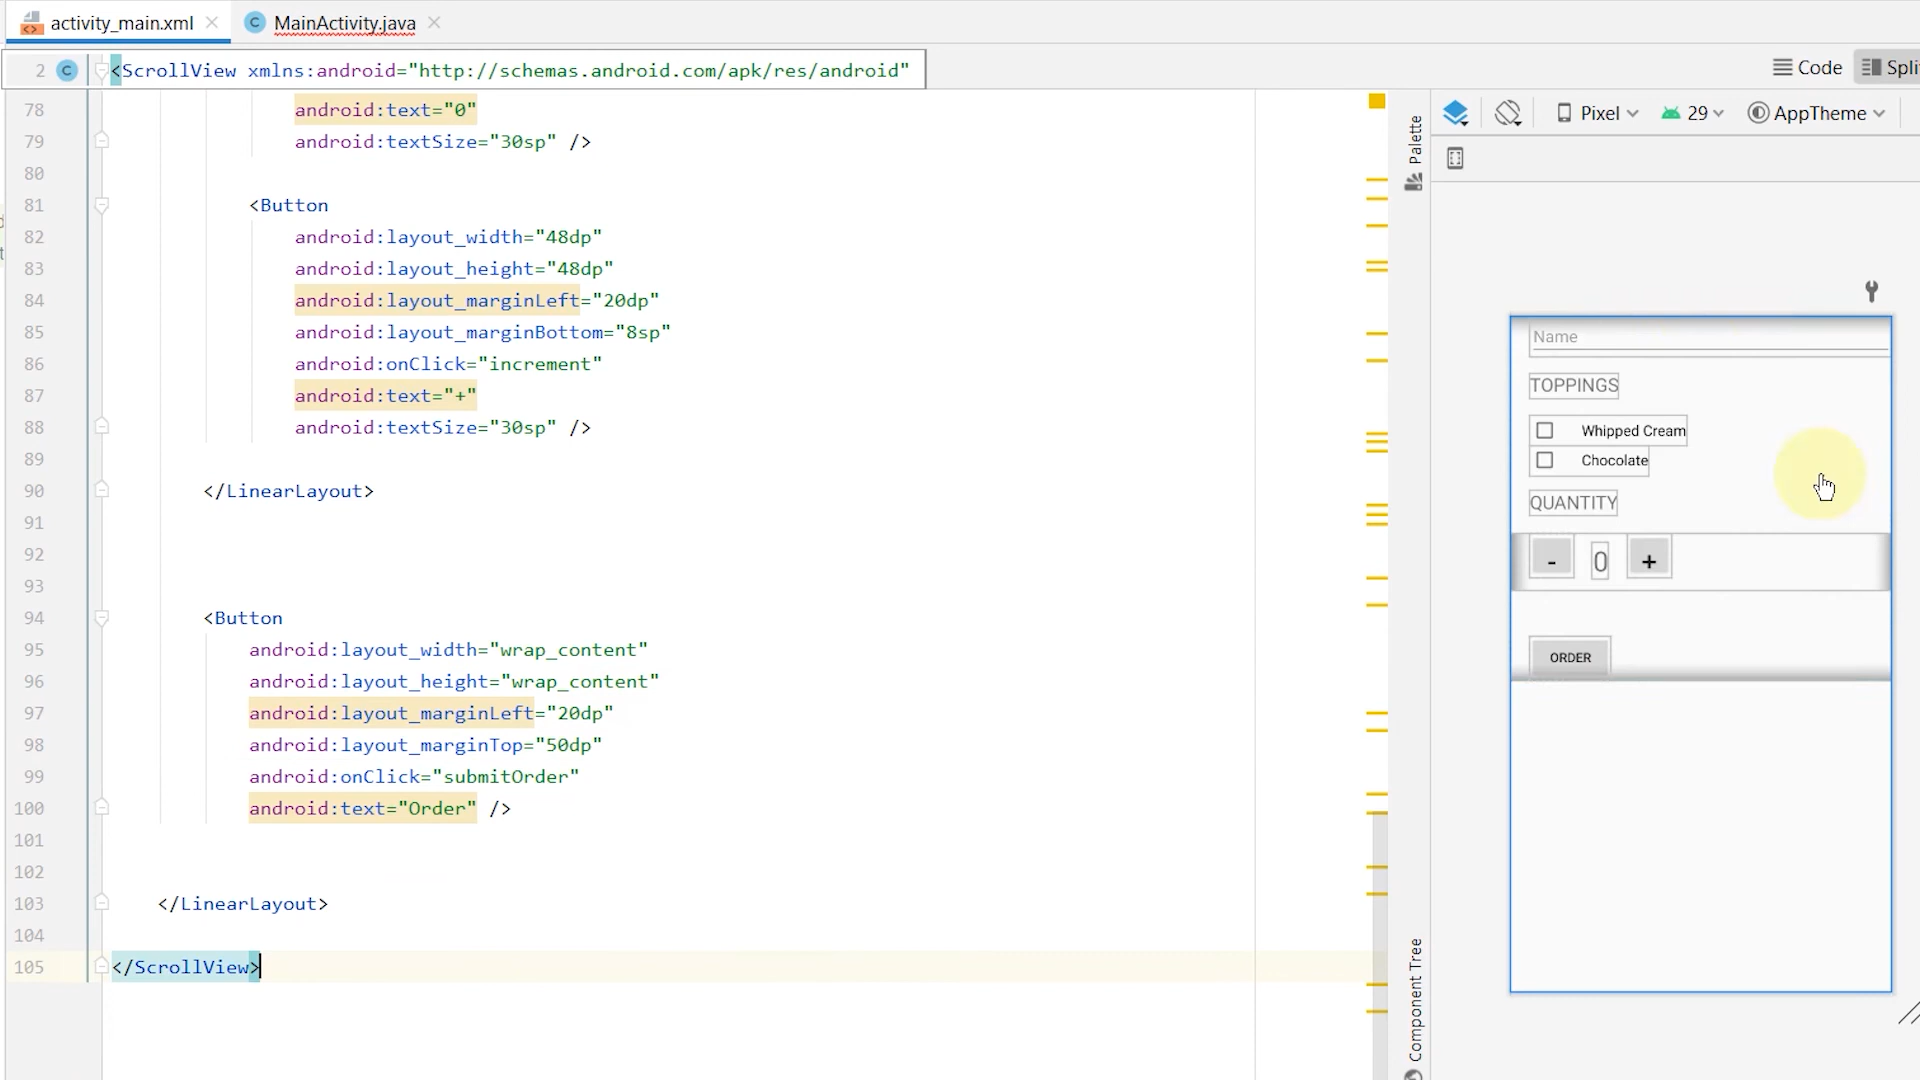 activity_main.xml
MainActivity.java
2 <ScrollView xmlns:android="http://schemas.android.com/apk/res/android"
Code
Split
78 android:text="0"
79 android:textSize="30sp" />
80
81 <Button
82 android:layout_width="48dp"
83 android:layout_height="48dp"
84 android:layout_marginLeft="20dp"
85 android:layout_marginBottom="8sp"
86 android:onClick="increment"
87 android:text="+"
88 android:textSize="30sp" />
89
90 </LinearLayout>
91
92
93
94 <Button
95 android:layout_width="wrap_content"
96 android:layout_height="wrap_content"
97 android:layout_marginLeft="20dp"
98 android:layout_marginTop="50dp"
99 android:onClick="submitOrder"
100 android:text="Order" />
101
102
103 </LinearLayout>
104
105 </ScrollView>
Palette
Component Tree
Pixel
29
AppTheme
Name
TOPPINGS
Whipped Cream
Chocolate
QUANTITY
- 0 +
ORDER